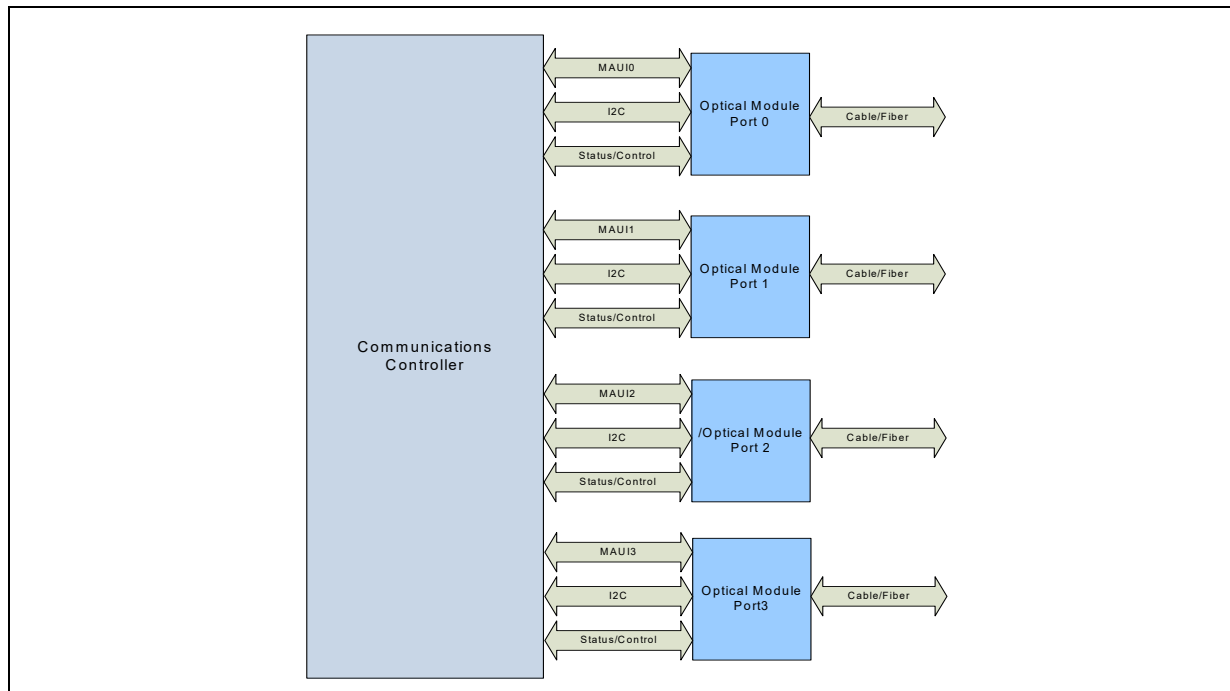 MAUI0
I2C
Status/Control
Optical Module
Port 0
Cable/Fiber
MAUI1
I2C
Status/Control
Optical Module
Port 1
Cable/Fiber
Communications
Controller
MAUI2
I2C
Status/Control
/Optical Module
Port 2
Cable/Fiber
MAUI3
I2C
Status/Control
Optical Module
Port3
Cable/Fiber